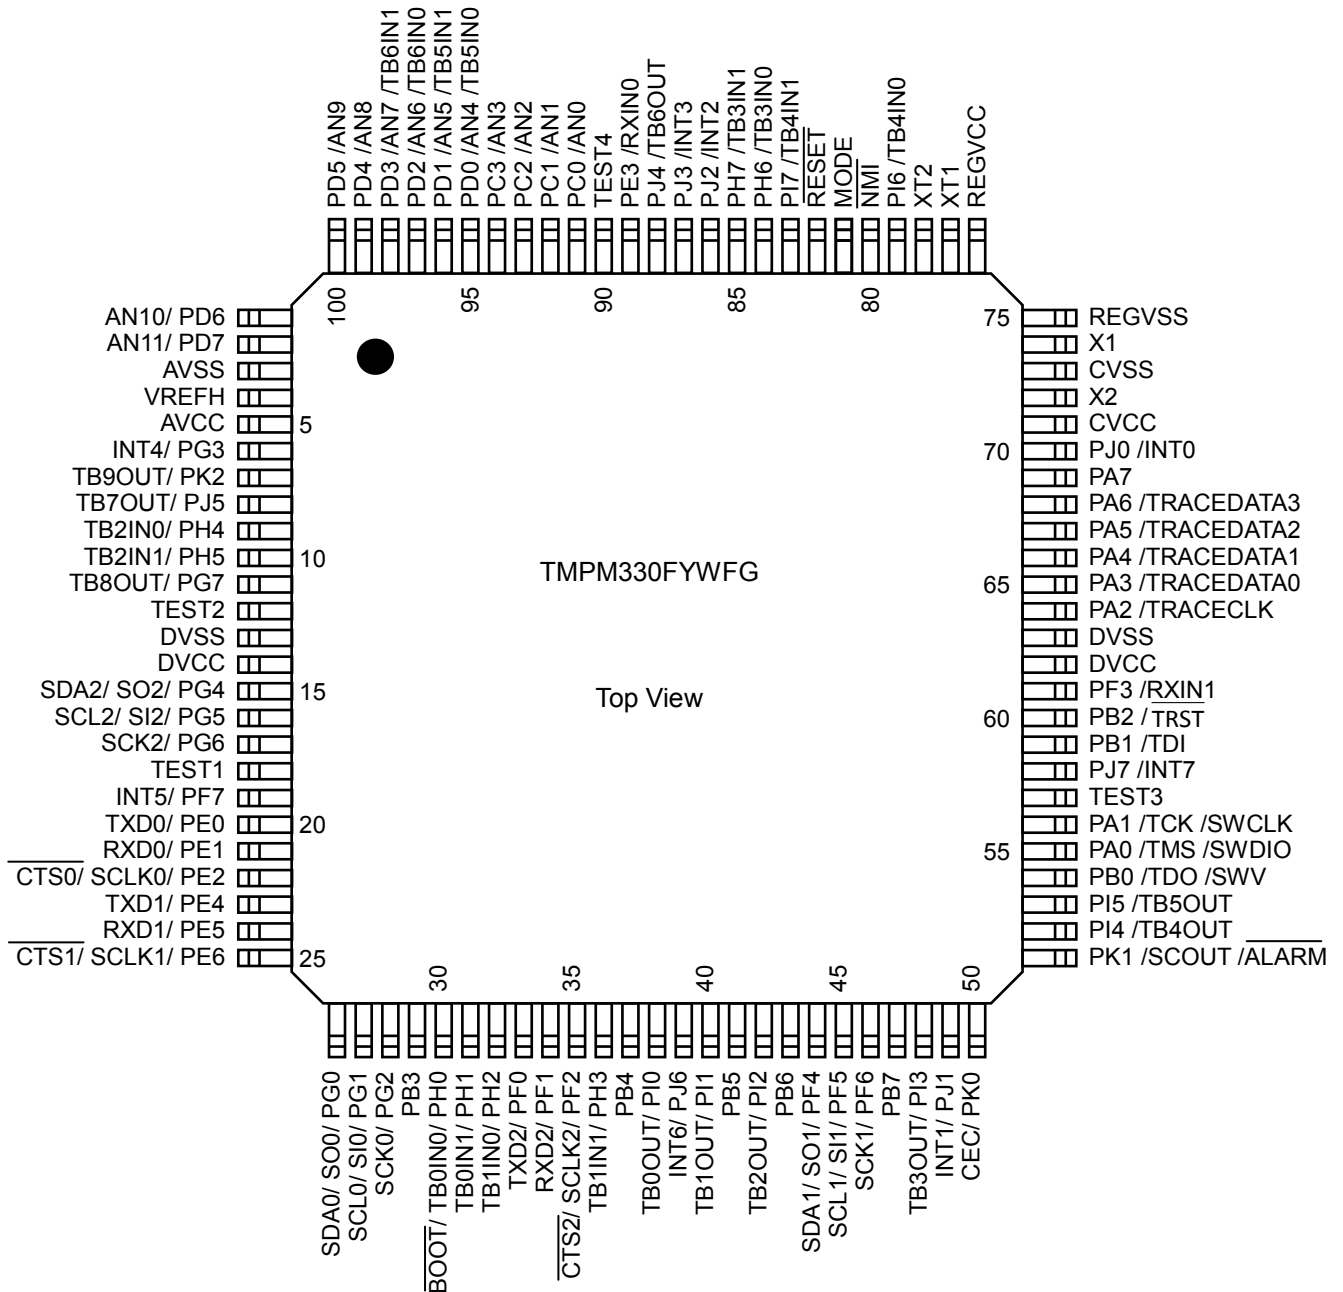 PD5 /AN9
PD4 /AN8
PD3 /AN7 /TB6IN1
PD2 /AN6 /TB6IN0
PD1 /AN5 /TB5IN1
PD0 /AN4 /TB5IN0
PC3 /AN3
PC2 /AN2
PC1 /AN1
PC0 /AN0
TEST4
PE3 /RXIN0
PJ4 /TB6OUT
PJ3 /INT3
PJ2 /INT2
PH7 /TB3IN1
PH6 /TB3IN0
PI7 /TB4IN1
RESET
MODE
NMI
PI6 /TB4IN0
XT2
XT1
REGVCC
100
95
90
85
80
AN10/ PD6
AN11/ PD7
AVSS
VREFH
AVCC
5
INT4/ PG3
TB9OUT/ PK2
TB7OUT/ PJ5
TB2IN0/ PH4
TB2IN1/ PH5
10
TB8OUT/ PG7
TEST2
DVSS
DVCC
SDA2/ SO2/ PG4
15
SCL2/ SI2/ PG5
SCK2/ PG6
TEST1
INT5/ PF7
TXD0/ PE0
20
RXD0/ PE1
CTS0/ SCLK0/ PE2
TXD1/ PE4
RXD1/ PE5
CTS1/ SCLK1/ PE6
25
TMPM330FYWFG
Top View
75
REGVSS
X1
CVSS
X2
CVCC
70
PJ0 /INT0
PA7
PA6 /TRACEDATA3
PA5 /TRACEDATA2
PA4 /TRACEDATA1
65
PA3 /TRACEDATA0
PA2 /TRACECLK
DVSS
DVCC
PF3 /RXIN1
60
PB2 / TRST
PB1 /TDI
PJ7 /INT7
TEST3
PA1 /TCK /SWCLK
55
PA0 /TMS /SWDIO
PB0 /TDO /SWV
PI5 /TB5OUT
PI4 /TB4OUT
PK1 /SCOUT /ALARM
30
35
40
45
50
SDA0/ SO0/ PG0
SCL0/ SI0/ PG1
SCK0/ PG2
PB3
BOOT/ TB0IN0/ PH0
TB0IN1/ PH1
TB1IN0/ PH2
TXD2/ PF0
RXD2/ PF1
CTS2/ SCLK2/ PF2
TB1IN1/ PH3
PB4
TB0OUT/ PI0
INT6/ PJ6
TB1OUT/ PI1
PB5
TB2OUT/ PI2
PB6
SDA1/ SO1/ PF4
SCL1/ SI1/ PF5
SCK1/ PF6
PB7
TB3OUT/ PI3
INT1/ PJ1
CEC/ PK0